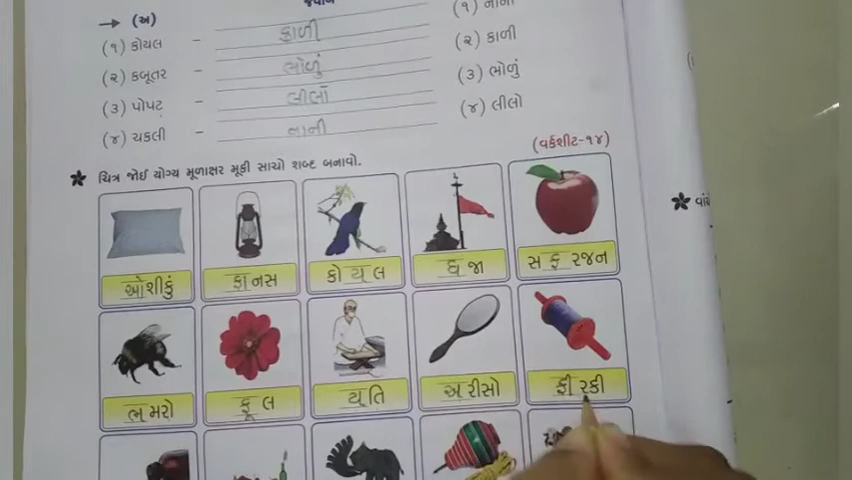 (અ)
(૧) નાની
(૧) કોયલ - કાળી
(૨) કાળી
(૨) કબૂતર - ભોળું
(૩) ભોળું
(૩) પોપટ - લીલો
(૪) લીલો
(૪) ચકલી - નાની
(વર્કશીટ-૧૪)
ચિત્ર જોઈ યોગ્ય મૂળાક્ષર મૂકી સાચો શબ્દ બનાવો.
ઓશીકું ફાનસ કોયલ ધજા સફરજન
ભમરો ફૂલ યતિ અરીસો ફીરકી